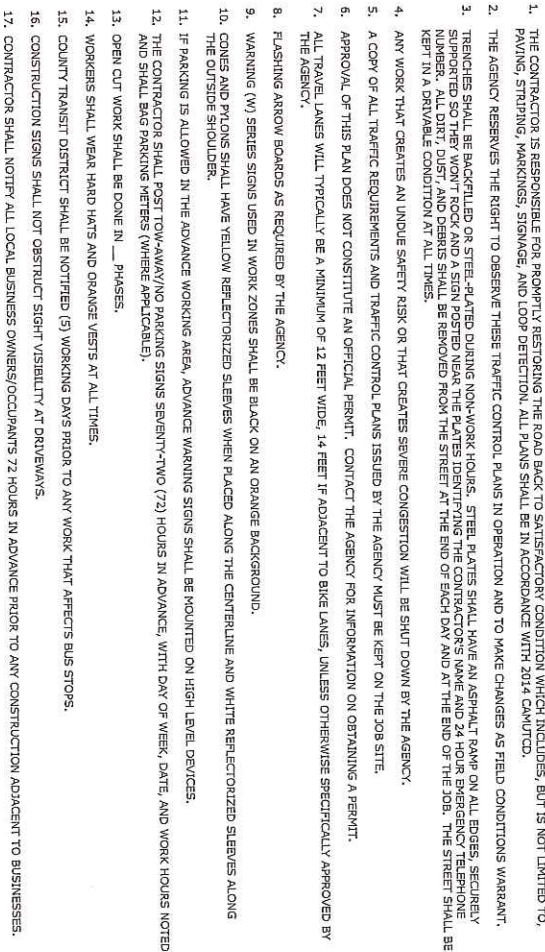 1. THE CONTRACTOR IS RESPONSIBLE FOR PROMPTLY RESTORING THE ROAD BACK TO SATISFACTORY CONDITION WHICH INCLUDES, BUT IS NOT LIMITED TO,
PAVING, STRIPING, MARKINGS, SIGNAGE, AND LOOP DETECTION. ALL PLANS SHALL BE IN ACCORDANCE WITH 2014 CAMUTCD.
2. THE AGENCY RESERVES THE RIGHT TO OBSERVE THESE TRAFFIC CONTROL PLANS IN OPERATION AND TO MAKE CHANGES AS FIELD CONDITIONS WARRANT.
3. TRENCHES SHALL BE BACKFILLED OR STEEL-PLATED DURING NON-WORK HOURS. STEEL PLATES SHALL HAVE AN ASPHALT RAMP ON ALL EDGES, SECURELY
SUPPORTED SO THEY WON'T ROCK AND A SIGN POSTED NEAR THE PLATES IDENTIFYING THE CONTRACTOR'S NAME AND 24 HOUR EMERGENCY TELEPHONE
NUMBER. ALL DIRT, DUST, AND DEBRIS SHALL BE REMOVED FROM THE STREET AT THE END OF EACH DAY AND AT THE END OF THE JOB. THE STREET SHALL BE
KEPT IN A DRIVABLE CONDITION AT ALL TIMES.
4. ANY WORK THAT CREATES AN UNDUE SAFETY RISK OR THAT CREATES SEVERE CONGESTION WILL BE SHUT DOWN BY THE AGENCY.
5. A COPY OF ALL TRAFFIC REQUIREMENTS AND TRAFFIC CONTROL PLANS ISSUED BY THE AGENCY MUST BE KEPT ON THE JOB SITE.
6. APPROVAL OF THIS PLAN DOES NOT CONSTITUTE AN OFFICIAL PERMIT. CONTACT THE AGENCY FOR INFORMATION ON OBTAINING A PERMIT.
7. ALL TRAVEL LANES WILL TYPICALLY BE A MINIMUM OF 12 FEET WIDE, 14 FEET IF ADJACENT TO BIKE LANES, UNLESS OTHERWISE SPECIFICALLY APPROVED BY
THE AGENCY.
8. FLASHING ARROW BOARDS AS REQUIRED BY THE AGENCY.
9. WARNING (W) SERIES SIGNS USED IN WORK ZONES SHALL BE BLACK ON AN ORANGE BACKGROUND.
10. CONES AND PYLONS SHALL HAVE YELLOW REFLECTORIZED SLEEVES WHEN PLACED ALONG THE CENTERLINE AND WHITE REFLECTORIZED SLEEVES ALONG
THE OUTSIDE SHOULDER.
11. IF PARKING IS ALLOWED IN THE ADVANCE WORKING AREA, ADVANCE WARNING SIGNS SHALL BE MOUNTED ON HIGH LEVEL DEVICES.
12. THE CONTRACTOR SHALL POST TOW-AWAY/NO PARKING SIGNS SEVENTY-TWO (72) HOURS IN ADVANCE, WITH DAY OF WEEK, DATE, AND WORK HOURS NOTED
AND SHALL BAG PARKING METERS (WHERE APPLICABLE).
13. OPEN CUT WORK SHALL BE DONE IN __ PHASES.
14. WORKERS SHALL WEAR HARD HATS AND ORANGE VESTS AT ALL TIMES.
15. COUNTY TRANSIT DISTRICT SHALL BE NOTIFIED (5) WORKING DAYS PRIOR TO ANY WORK THAT AFFECTS BUS STOPS.
16. CONSTRUCTION SIGNS SHALL NOT OBSTRUCT SIGHT VISIBILITY AT DRIVEWAYS.
17. CONTRACTOR SHALL NOTIFY ALL LOCAL BUSINESS OWNERS/OCCUPANTS 72 HOURS IN ADVANCE PRIOR TO ANY CONSTRUCTION ADJACENT TO BUSINESSES.